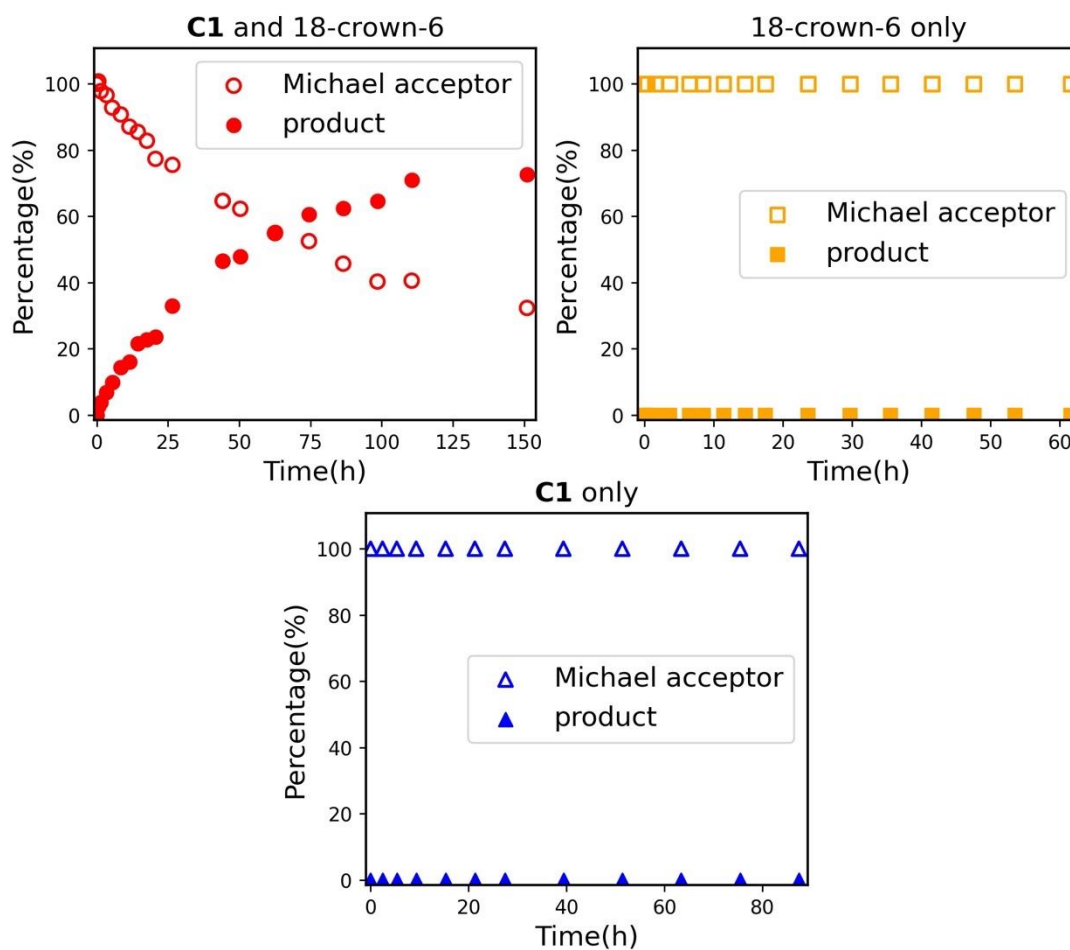 C1 and 18-crown-6
Percentage(%)
100
80
60
40
20
0
Michael acceptor
product
0 25 50 75 100 125 150
Time(h)
18-crown-6 only
Percentage(%)
100
80
60
40
20
0
Michael acceptor
product
0 10 20 30 40 50 60
Time(h)
C1 only
Percentage(%)
100
80
60
40
20
0
Michael acceptor
product
0 20 40 60 80
Time(h)